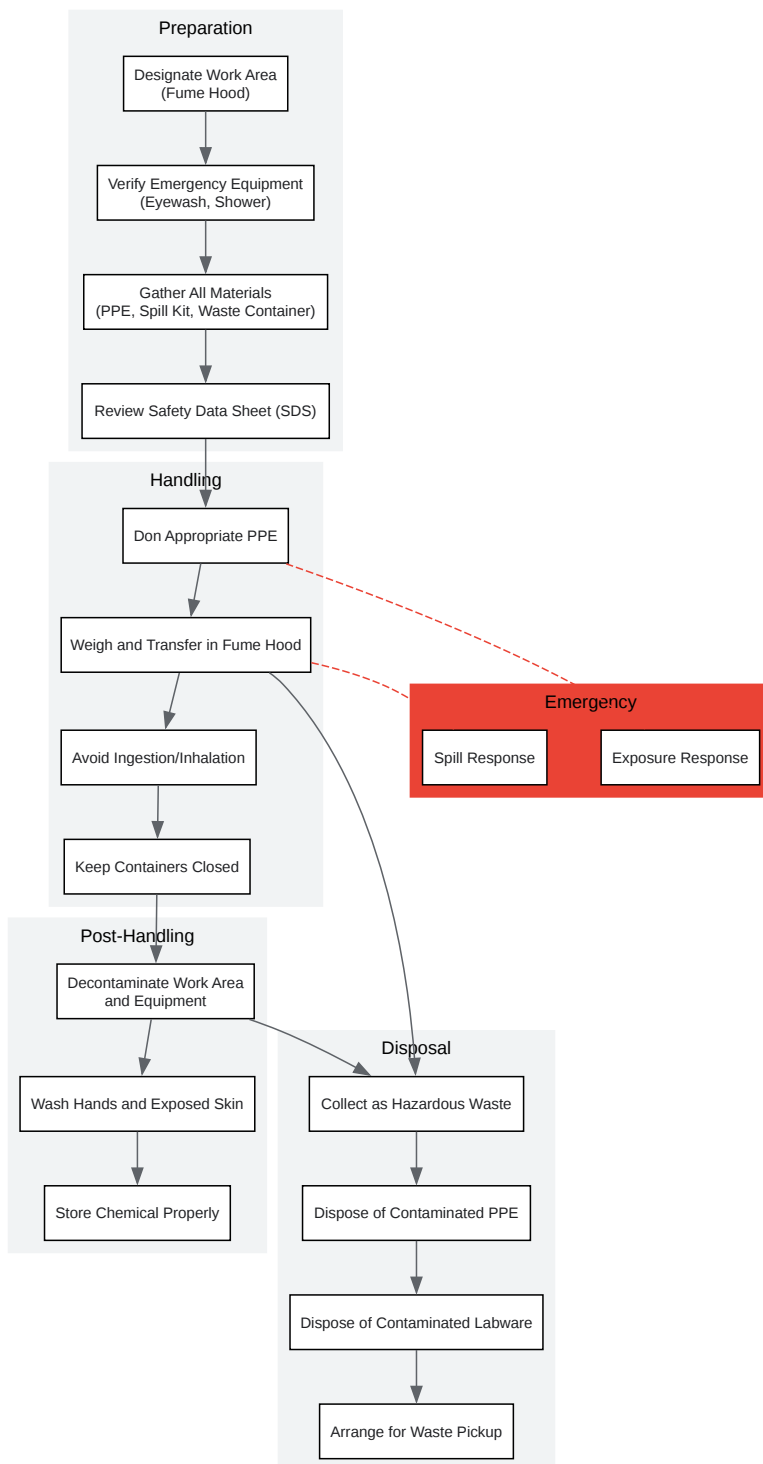 Preparation
Designate Work Area
(Fume Hood)
Verify Emergency Equipment
(Eyewash, Shower)
Gather All Materials
(PPE, Spill Kit, Waste Container)
Review Safety Data Sheet (SDS)
Handling
Don Appropriate PPE
Weigh and Transfer in Fume Hood
Avoid Ingestion/Inhalation
Keep Containers Closed
Emergency
Spill Response
Exposure Response
Post-Handling
Decontaminate Work Area
and Equipment
Wash Hands and Exposed Skin
Store Chemical Properly
Disposal
Collect as Hazardous Waste
Dispose of Contaminated PPE
Dispose of Contaminated Labware
Arrange for Waste Pickup